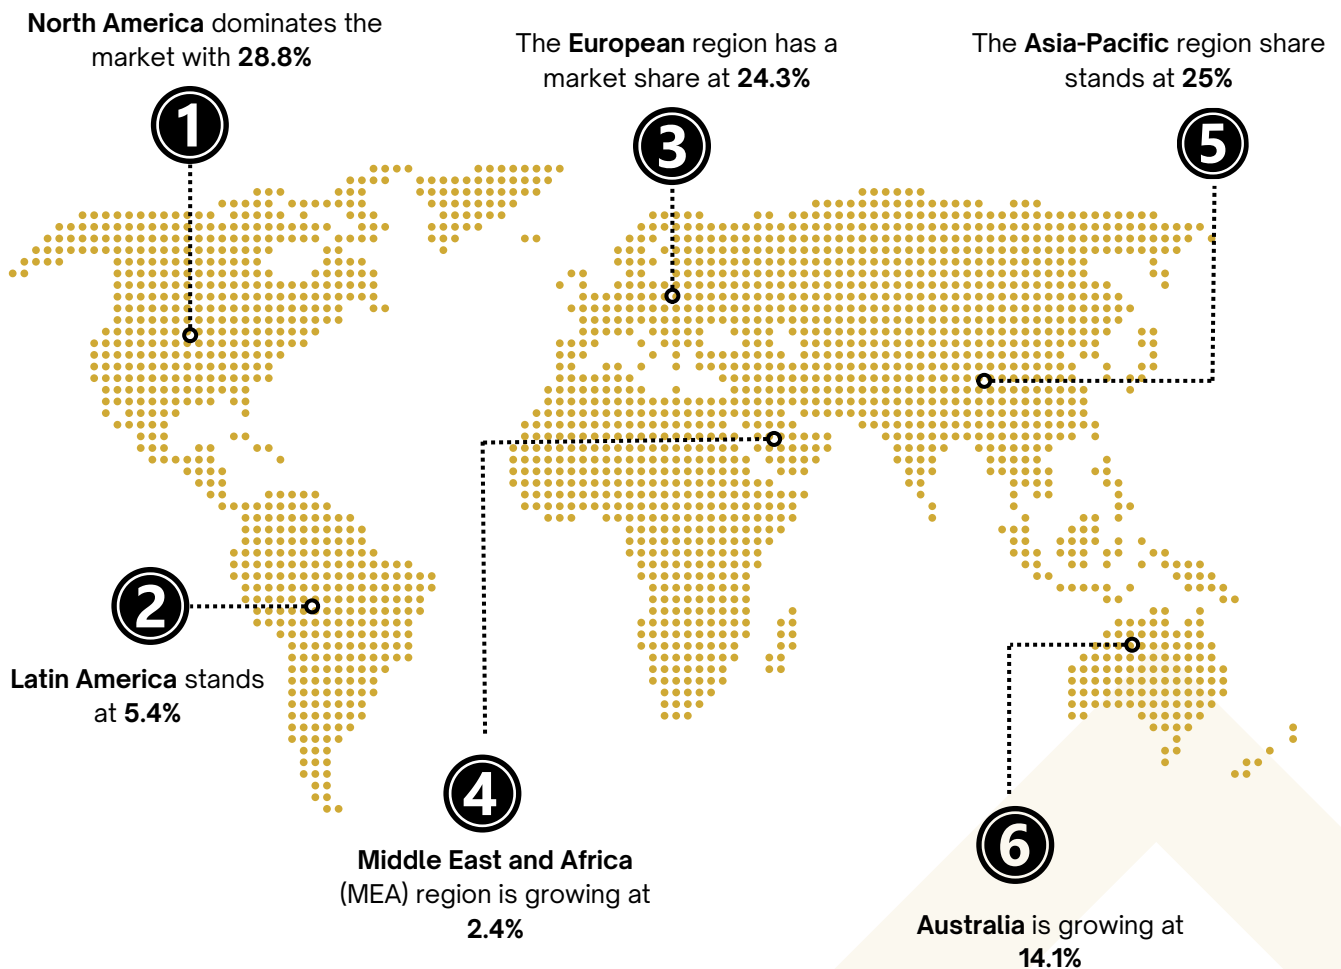 North America dominates the
market with 28.8%
1
The European region has a
market share at 24.3%
3
The Asia-Pacific region share
stands at 25%
5
2
Latin America stands
at 5.4%
4
Middle East and Africa
(MEA) region is growing at
2.4%
6
Australia is growing at
14.1%